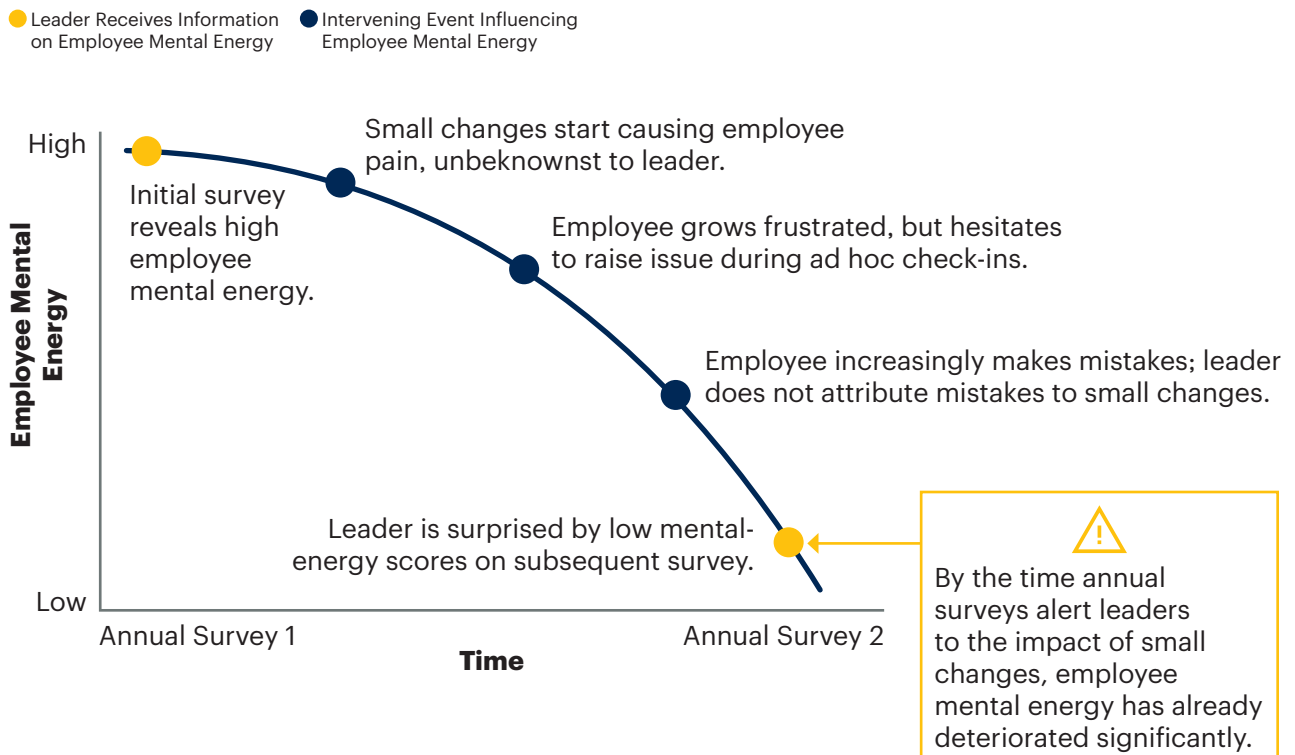 Leader Receives Information
on Employee Mental Energy
Intervening Event Influencing
Employee Mental Energy
High
Small changes start causing employee
pain, unbeknownst to leader.
Initial survey
reveals high
employee
mental energy.
Employee grows frustrated, but hesitates
to raise issue during ad hoc check-ins.
Employee Mental
Energy
Employee increasingly makes mistakes; leader
does not attribute mistakes to small changes.
Leader is surprised by low mental-
energy scores on subsequent survey.
By the time annual
surveys alert leaders
to the impact of small
changes, employee
mental energy has already
deteriorated significantly.
Low
Annual Survey 1
Annual Survey 2
Time